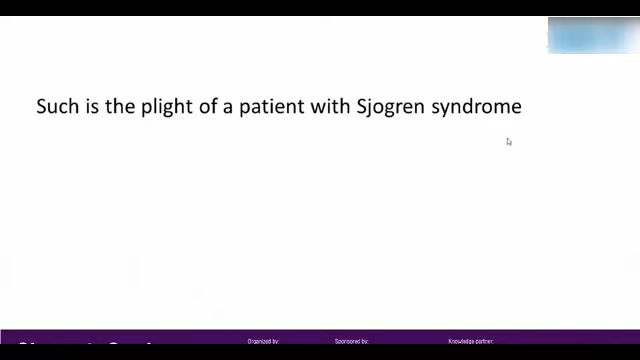 Such is the plight of a patient with Sjogren syndrome
Organized by: Sponsored by: Knowledge partner: